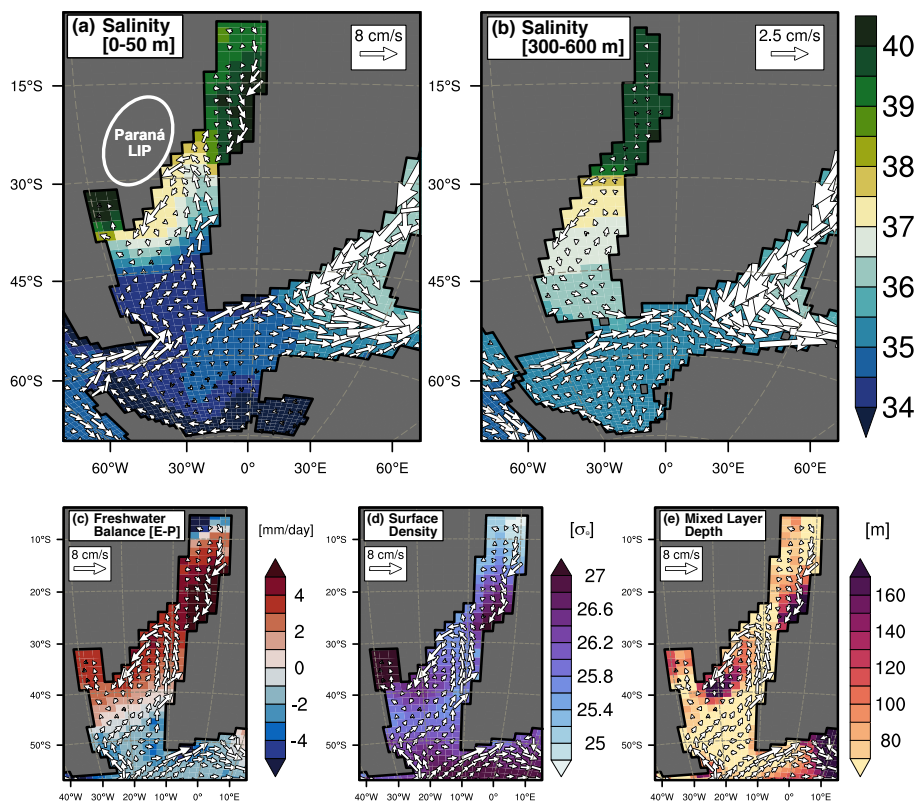 (a) Salinity
[0-50 m]
8 cm/s
(b) Salinity
[300-600 m]
2.5 cm/s
Paraná
LIP
15°S
30°S
45°S
60°S
60°W
30°W
0°
30°E
60°E
15°S
30°S
45°S
60°S
60°W
30°W
0°
30°E
60°E
40
39
38
37
36
35
34
(c) Freshwater
Balance [E-P]
8 cm/s
[mm/day]
4
2
0
-2
-4
10°S
20°S
30°S
40°S
50°S
40°W
30°W
20°W
10°W
0°
10°E
(d) Surface
Density
8 cm/s
27
26.6
26.2
25.8
25.4
25
10°S
20°S
30°S
40°S
50°S
40°W
30°W
20°W
10°W
0°
10°E
(e) Mixed Layer
Depth
8 cm/s
[m]
160
140
120
100
80
10°S
20°S
30°S
40°S
50°S
40°W
30°W
20°W
10°W
0°
10°E